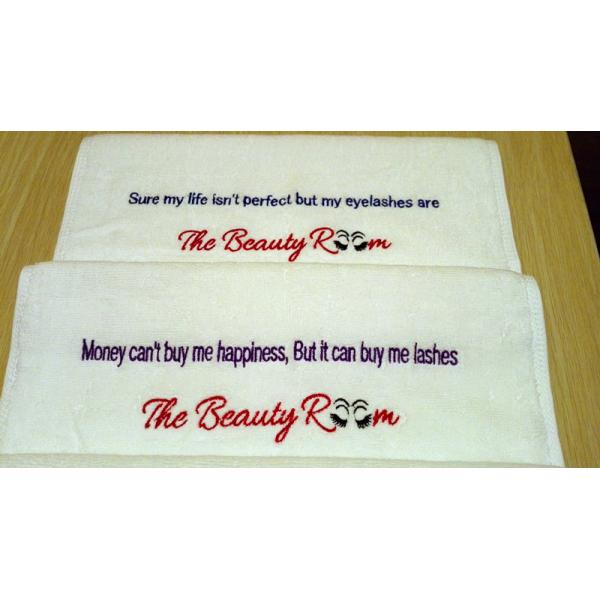 Sure my life isn't perfect but my eyelashes are
The Beauty Room
Money can't buy me happiness, But it can buy me lashes
The Beauty Room